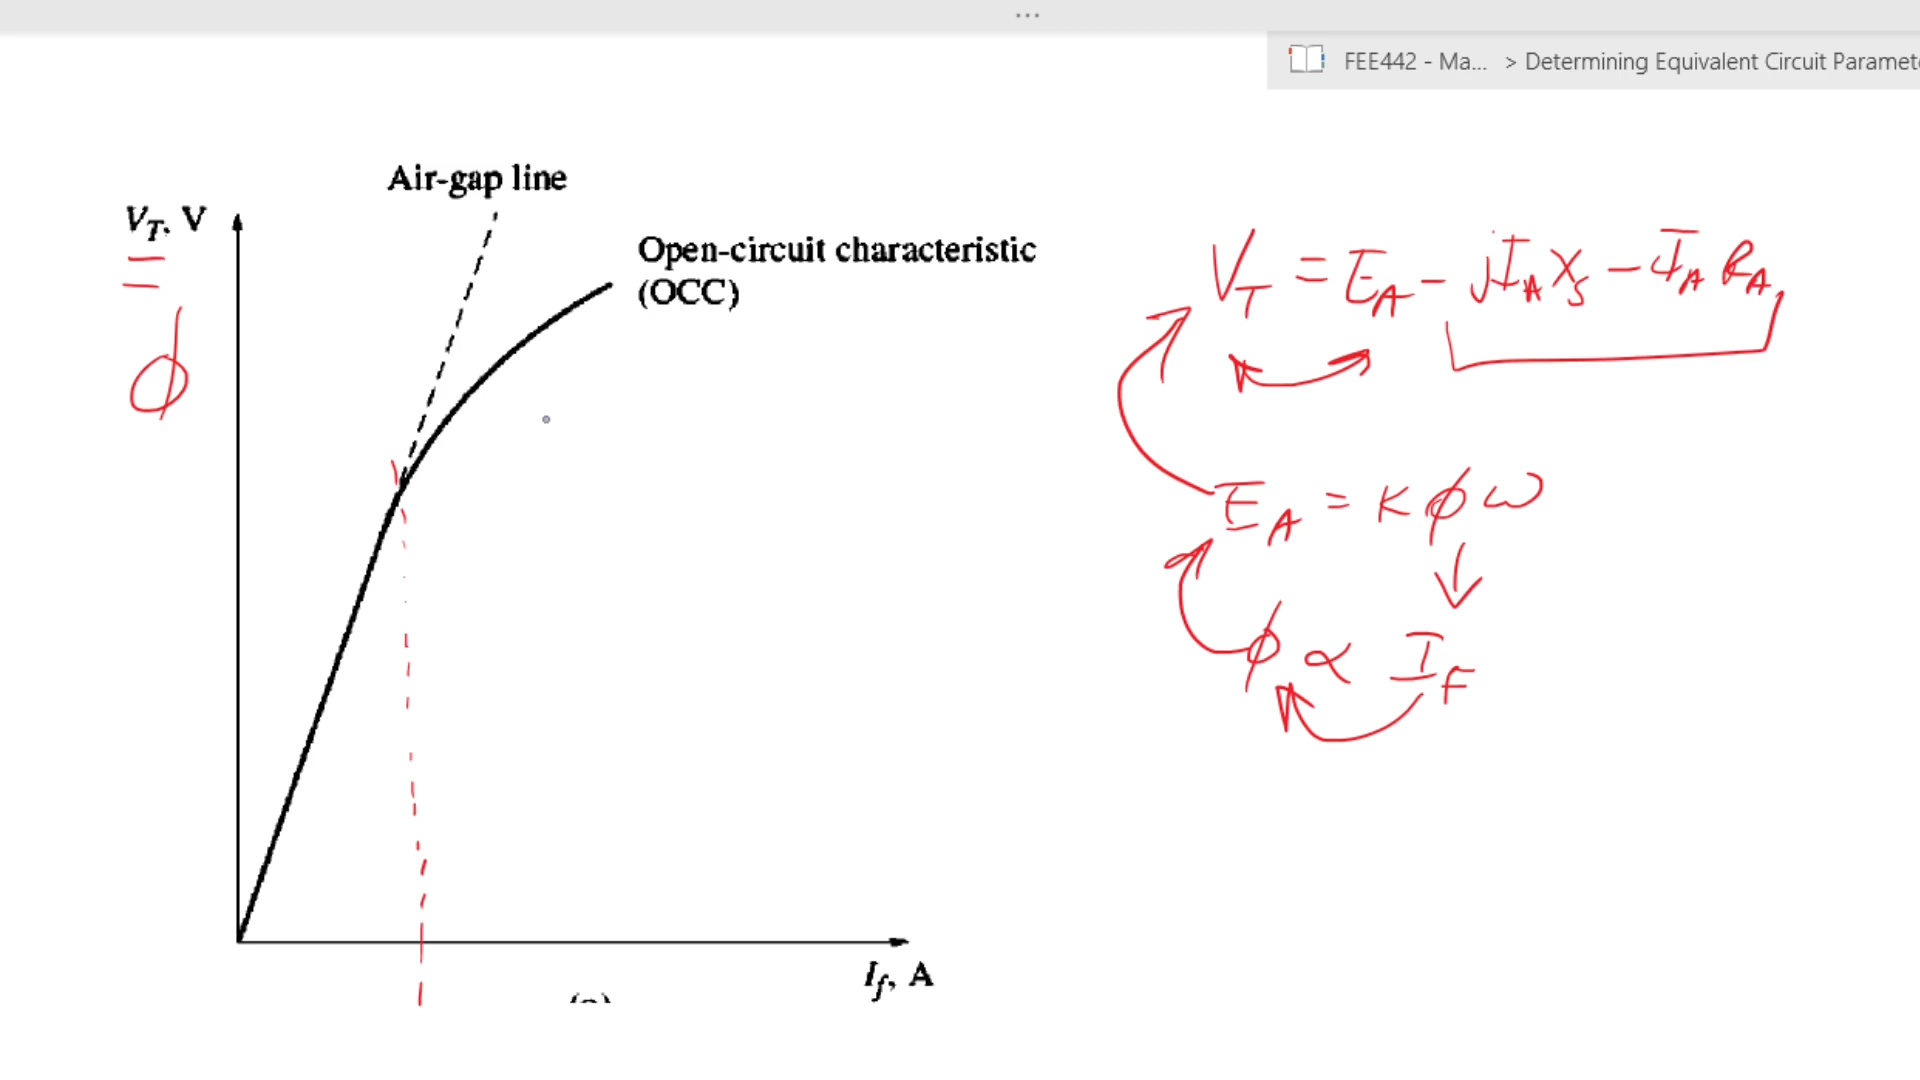 ...
FEE442 - Ma... > Determining Equivalent Circuit Paramet
Air-gap line
V_T, V
Open-circuit characteristic
(OCC)
ϕ
V_T = E_A - jI_A X_S - I_A R_A
E_A = K ϕ ω
ϕ ∝ I_F
I_f, A